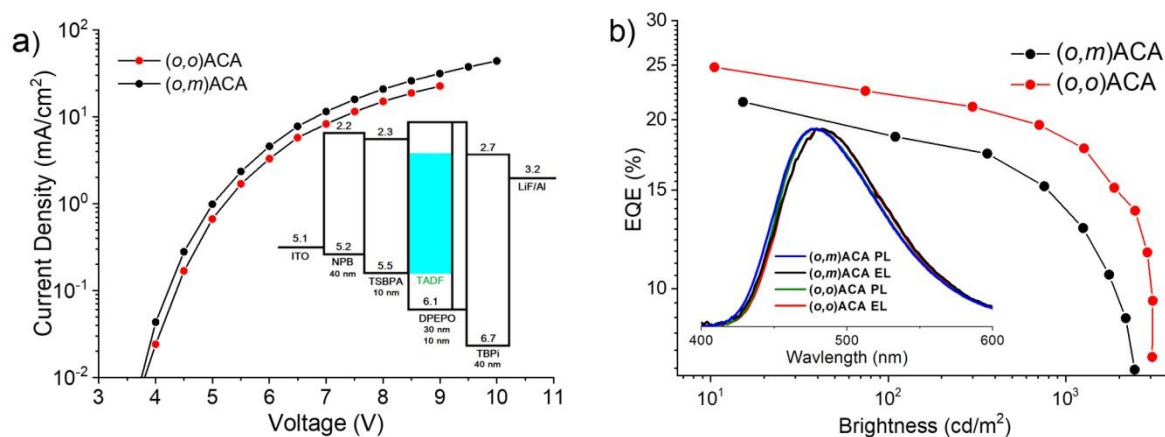 a)
(o,o)ACA
(o,m)ACA
Current Density (mA/cm²)
10²
10¹
10⁰
10⁻¹
10⁻²
3 4 5 6 7 8 9 10 11
Voltage (V)
5.1
ITO
2.2
5.2
NPB
40 nm
2.3
5.5
TSBPA
10 nm
TADF
6.1
DPEPO
30 nm
10 nm
2.7
6.7
TBPi
40 nm
3.2
LiF/Al
b)
(o,m)ACA
(o,o)ACA
EQE (%)
30
25
20
15
10
(o,m)ACA PL
(o,m)ACA EL
(o,o)ACA PL
(o,o)ACA EL
400 500 600
Wavlength (nm)
10¹ 10² 10³
Brightness (cd/m²)